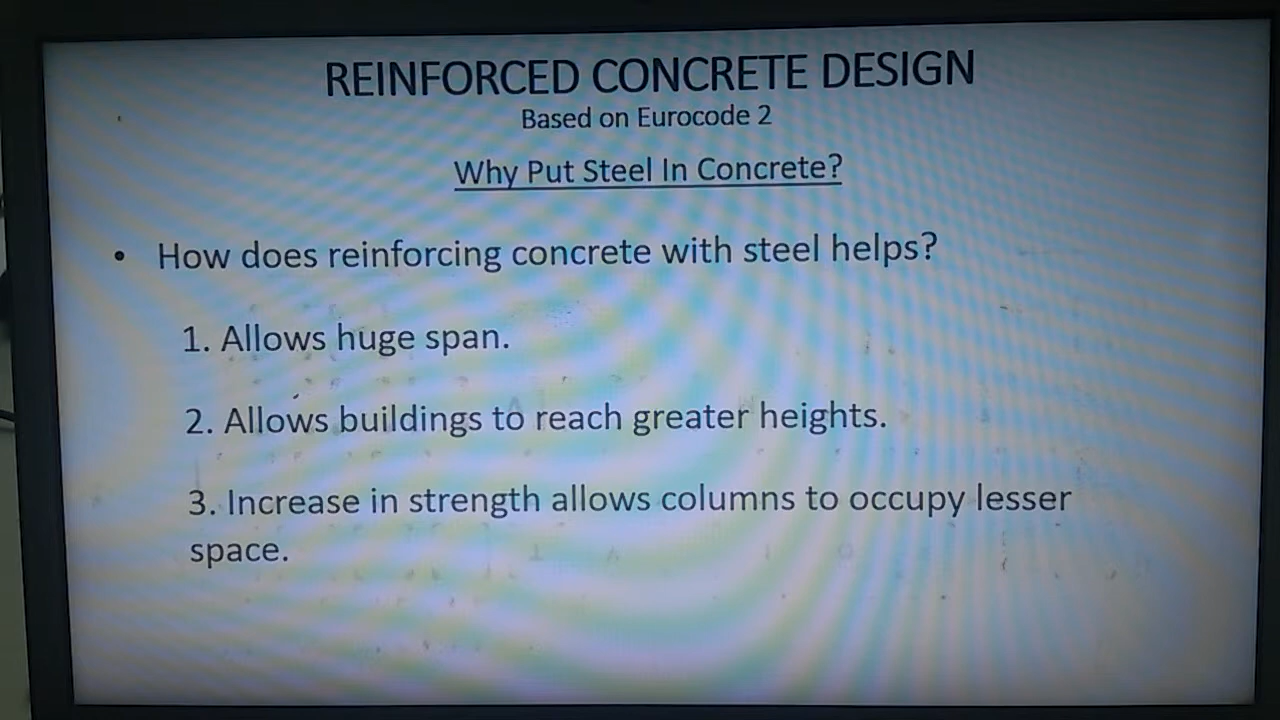 REINFORCED CONCRETE DESIGN
Based on Eurocode 2
Why Put Steel In Concrete?
• How does reinforcing concrete with steel helps?
1. Allows huge span.
2. Allows buildings to reach greater heights.
3. Increase in strength allows columns to occupy lesser
space.